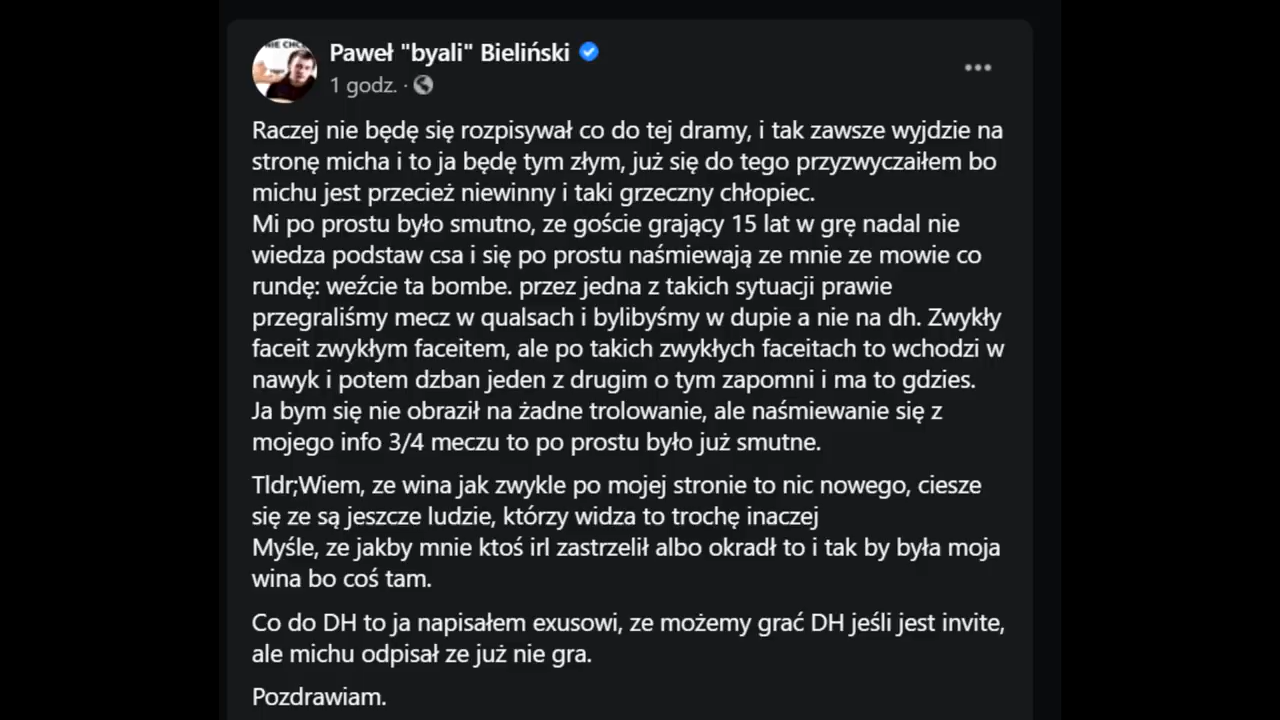 NIE CHCĘ
Paweł "byali" Bieliński
1 godz. ·
Raczej nie będę się rozpisywał co do tej dramy, i tak zawsze wyjdzie na
stronę micha i to ja będę tym złym, już się do tego przyzwyczaiłem bo
michu jest przecież niewinny i taki grzeczny chłopiec.
Mi po prostu było smutno, ze goście grający 15 lat w grę nadal nie
wiedza podstaw csa i się po prostu naśmiewają ze mnie ze mowie co
rundę: weźcie ta bombe. przez jedna z takich sytuacji prawie
przegraliśmy mecz w qualsach i bylibyśmy w dupie a nie na dh. Zwykły
faceit zwykłym faceitem, ale po takich zwykłych faceitach to wchodzi w
nawyk i potem dzban jeden z drugim o tym zapomni i ma to gdzies.
Ja bym się nie obraził na żadne trolowanie, ale naśmiewanie się z
mojego info 3/4 meczu to po prostu było już smutne.
Tldr;Wiem, ze wina jak zwykle po mojej stronie to nic nowego, ciesze
się ze są jeszcze ludzie, którzy widza to trochę inaczej
Myśle, ze jakby mnie ktoś irl zastrzelił albo okradł to i tak by była moja
wina bo coś tam.
Co do DH to ja napisałem exusowi, ze możemy grać DH jeśli jest invite,
ale michu odpisał ze już nie gra.
Pozdrawiam.